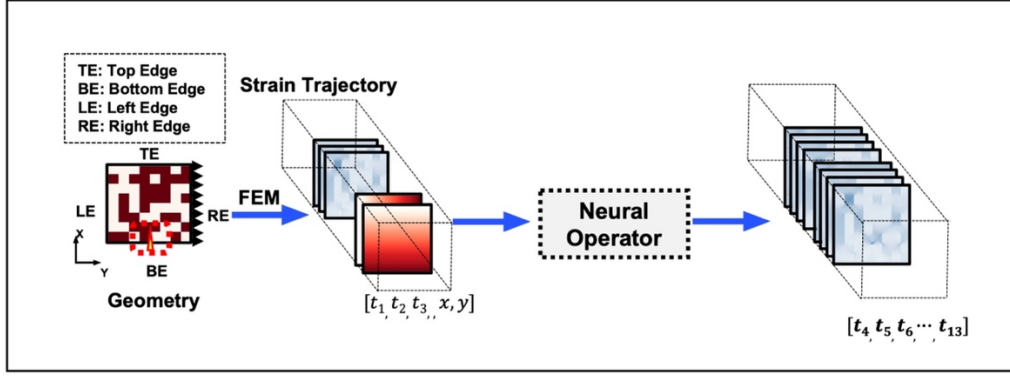 TE: Top Edge
BE: Bottom Edge
LE: Left Edge
RE: Right Edge
Strain Trajectory
TE
LE
RE
FEM
X
Y
BE
Geometry
Neural
Operator
[t₁, t₂, t₃,, x, y]
[t₄, t₅, t₆, ⋯, t₁₃]